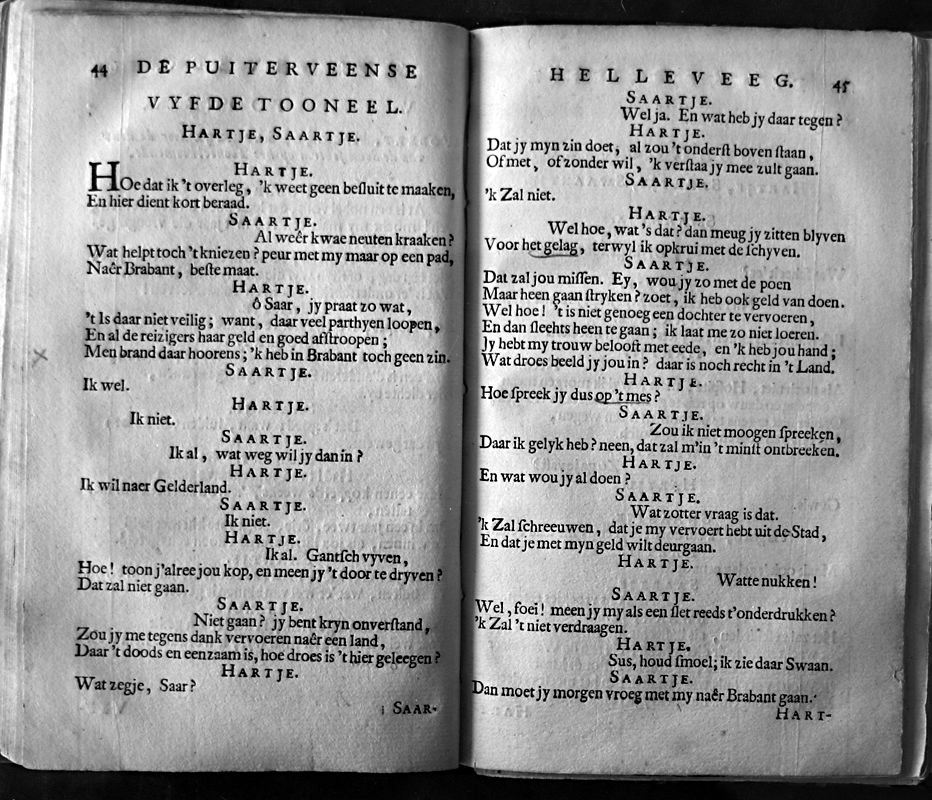 44 DE PUITERVEENSE
VYFDE TOONEEL.
HARTJE, SAARTJE.
HARTJE.
HOe dat ik 't overleg, 'k weet geen besluit te maaken,
En hier dient kort beraad.
SAARTJE.
Al weêr kwae neuten kraaken?
Wat helpt toch 't kniezen? peur met my maar op een pad,
Naêr Brabant, beste maat.
HARTJE.
ô Saar, jy praat zo wat,
't Is daar niet veilig; want, daar veel parthyen loopen,
En al de reizigers haar geld en goed afstroopen;
Men brand daar hoorens; 'k heb in Brabant toch geen zin.
SAARTJE.
Ik wel.
HARTJE.
Ik niet.
SAARTJE.
Ik al, wat weg wil jy dan in?
HARTJE.
Ik wil naer Gelderland.
SAARTJE.
Ik niet.
HARTJE.
Ik al. Gantsch vyven,
Hoe! toon j'alree jou kop, en meen jy 't door te dryven?
Dat zal niet gaan.
SAARTJE.
Niet gaan? jy bent kryn onverstand,
Zou jy me tegens dank vervoeren naêr een land,
Daar 't doods en eenzaam is, hoe droes is 't hier geleegen?
HARTJE.
Wat zegje, Saar?
SAAR-
HELLEVEEG. 45
SAARTJE.
Wel ja. En wat heb jy daar tegen?
HARTJE.
Dat jy myn zin doet, al zou 't onderst boven staan,
Of met, of zonder wil, 'k verstaa jy mee zult gaan.
SAARTJE.
'k Zal niet.
HARTJE.
Wel hoe, wat 's dat? dan meug jy zitten blyven
Voor het gelag, terwyl ik opkrui met de schyven.
SAARTJE.
Dat zal jou missen. Ey, wou jy zo met de poen
Maar heen gaan stryken? zoet, ik heb ook geld van doen.
Wel hoe! 't is niet genoeg een dochter te vervoeren,
En dan slechts heen te gaan; ik laat me zo niet loeren.
Jy hebt my trouw belooft met eede, en 'k heb jou hand;
Wat droes beeld jy jou in? daar is noch recht in 't Land.
HARTJE.
Hoe spreek jy dus op 't mes?
SAARTJE.
Zou ik niet moogen spreeken,
Daar ik gelyk heb? neen, dat zal m'in 't minst ontbreeken.
HARTJE.
En wat wou jy al doen?
SAARTJE.
Wat zotter vraag is dat.
'k Zal schreeuwen, dat je my vervoert hebt uit de Stad,
En dat je met myn geld wilt deurgaan.
HARTJE.
Watte nukken!
SAARTJE.
Wel, foei! meen jy my als een slet reeds t'onderdrukken?
'k Zal 't niet verdraagen.
HARTJE.
Sus, houd smoel; ik zie daar Swaan.
SAARTJE.
Dan moet jy morgen vroeg met my naêr Brabant gaan.
HART-